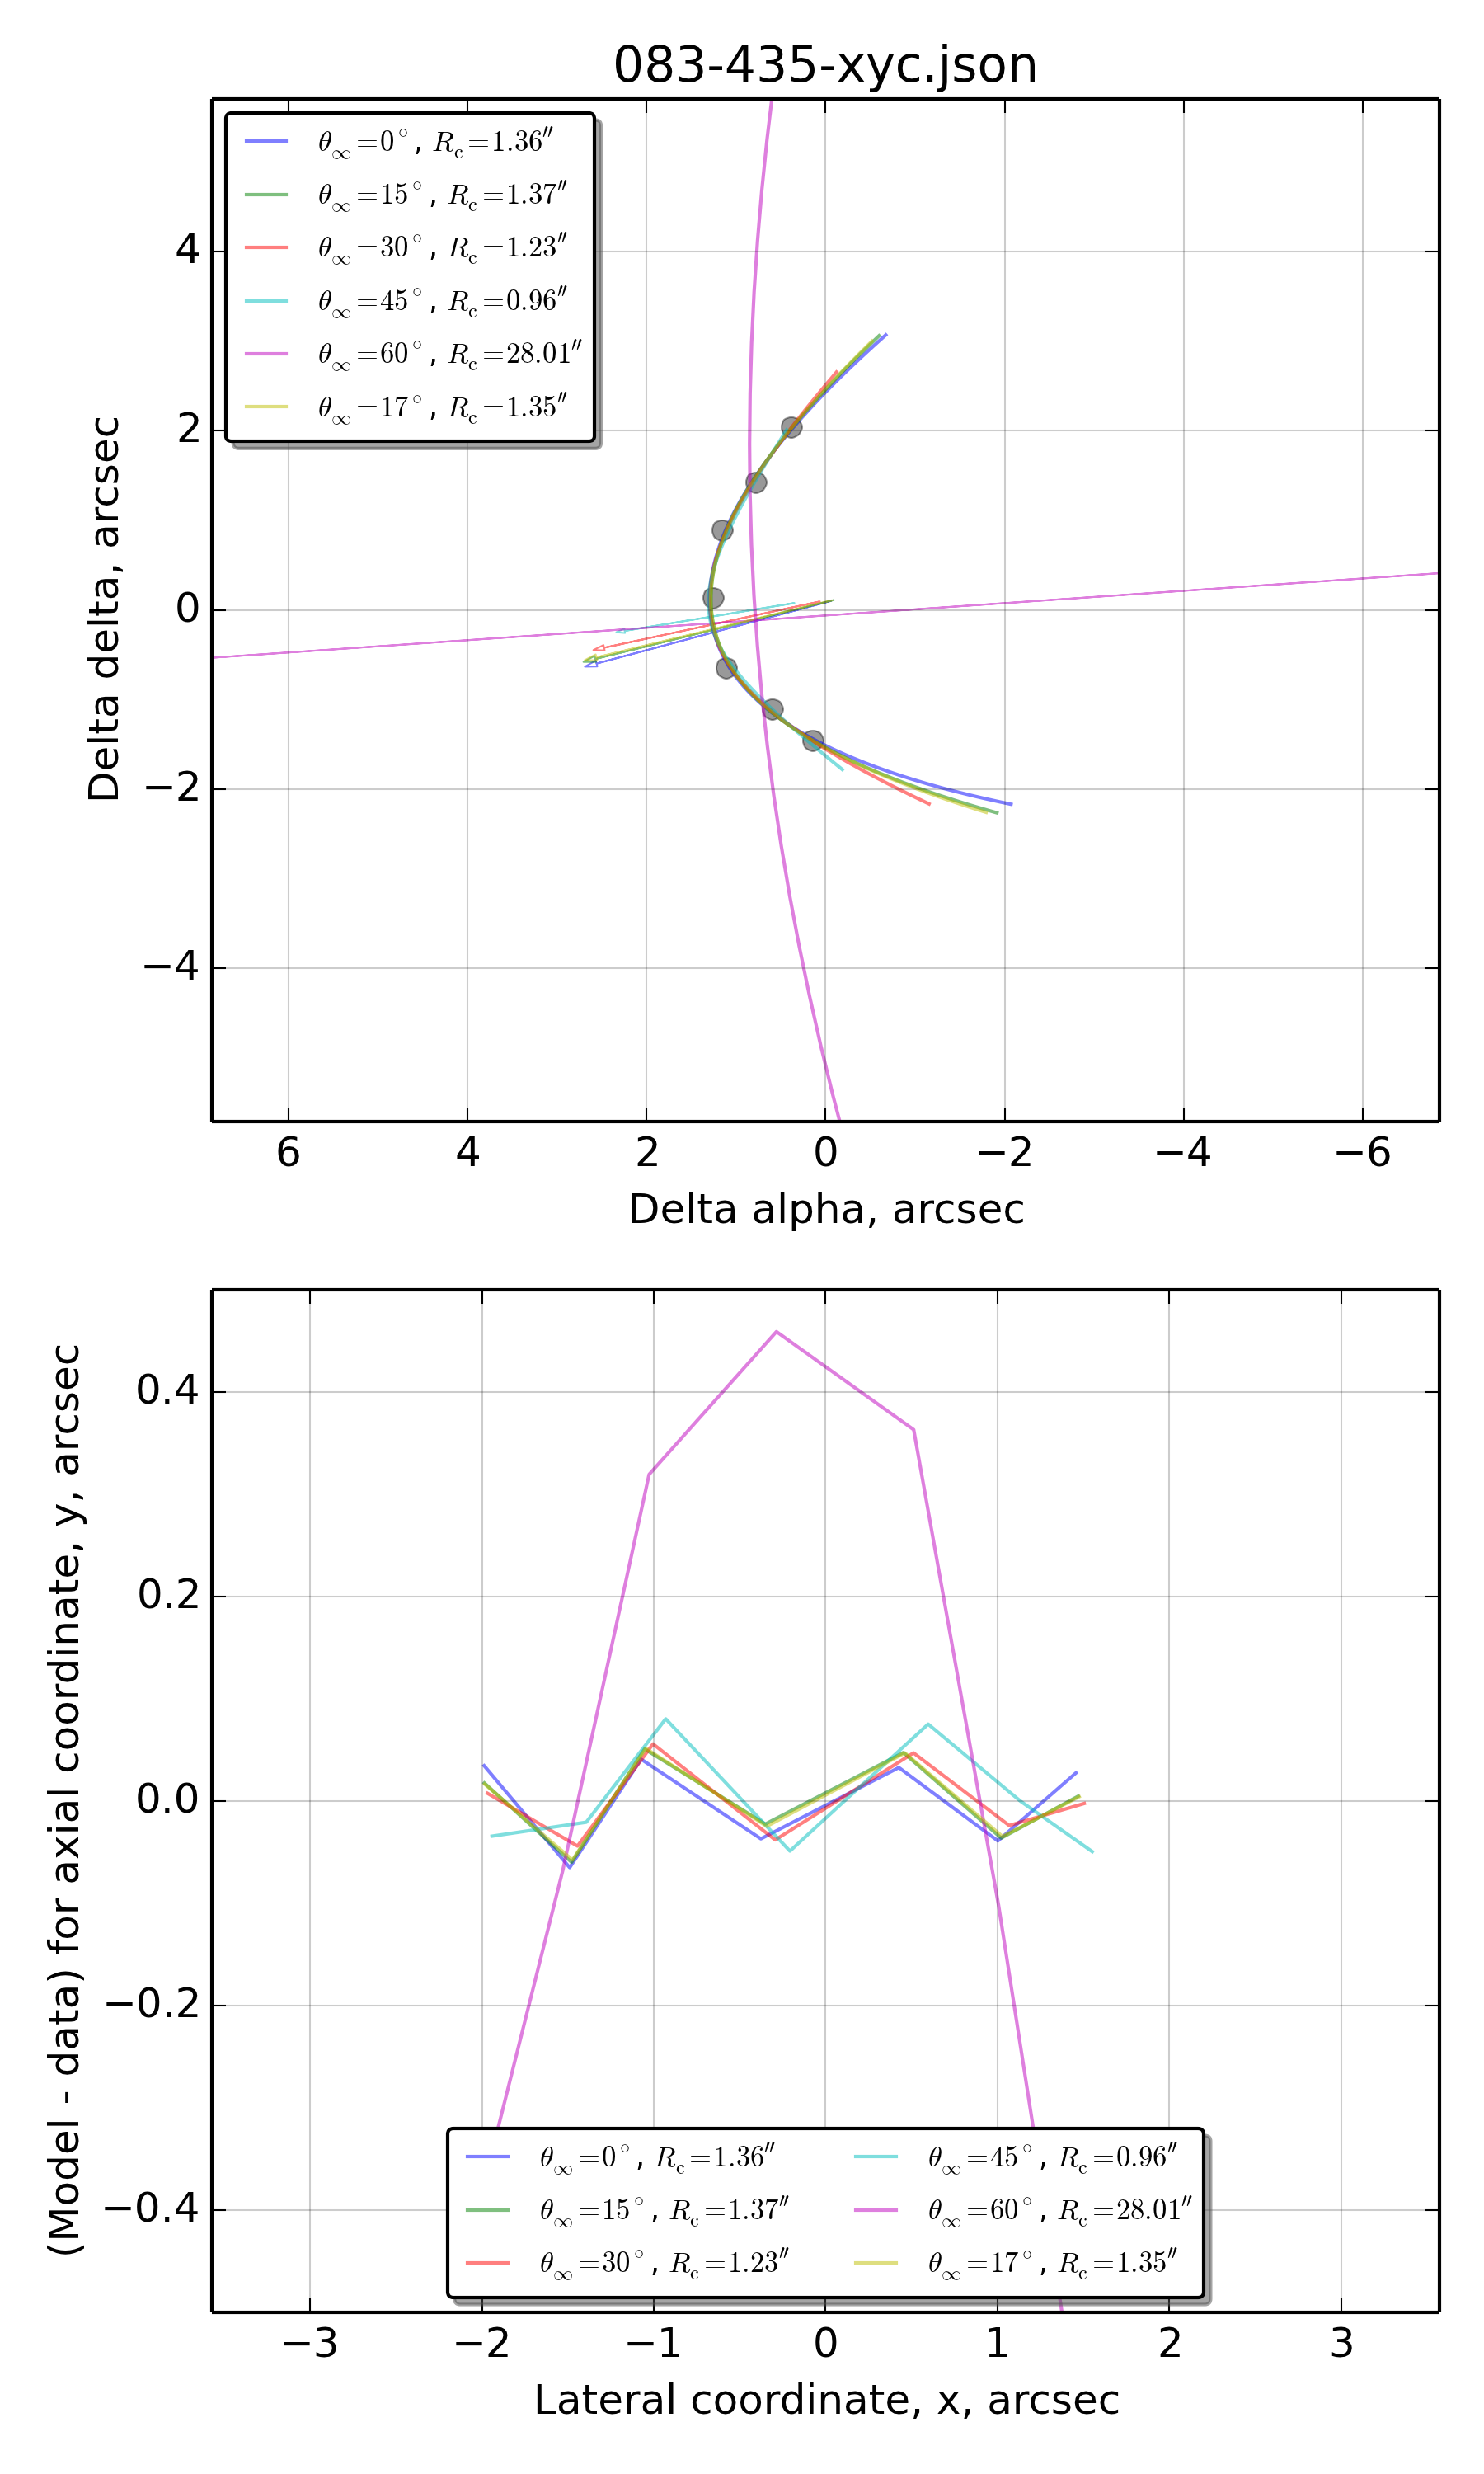 083-435-xyc.json
θ∞=0°, Rc=1.36″
θ∞=15°, Rc=1.37″
θ∞=30°, Rc=1.23″
θ∞=45°, Rc=0.96″
θ∞=60°, Rc=28.01″
θ∞=17°, Rc=1.35″
4
2
0
−2
−4
Delta delta, arcsec
6 4 2 0 −2 −4 −6
Delta alpha, arcsec
0.4
0.2
0.0
−0.2
−0.4
(Model - data) for axial coordinate, y, arcsec
θ∞=0°, Rc=1.36″ θ∞=45°, Rc=0.96″
θ∞=15°, Rc=1.37″ θ∞=60°, Rc=28.01″
θ∞=30°, Rc=1.23″ θ∞=17°, Rc=1.35″
−3 −2 −1 0 1 2 3
Lateral coordinate, x, arcsec